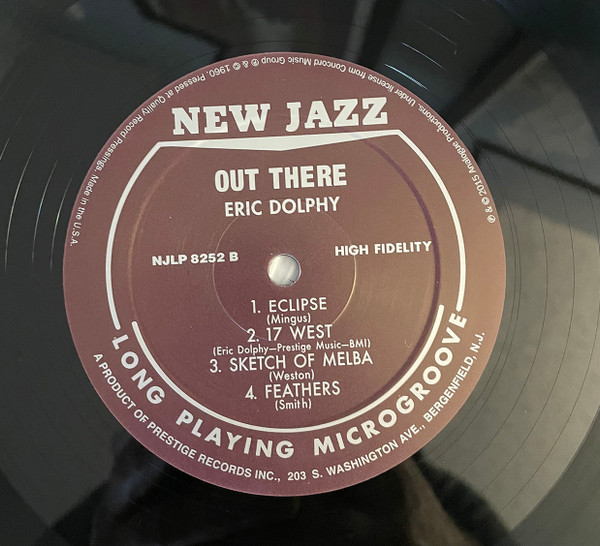 NEW JAZZ
OUT THERE
ERIC DOLPHY
NJLP 8252 B
HIGH FIDELITY
1. ECLIPSE
(Mingus)
2. 17 WEST
(Eric Dolphy—Prestige Music—BMI)
3. SKETCH OF MELBA
(Weston)
4. FEATHERS
(Smith)
LONG PLAYING MICROGROOVE
A PRODUCT OF PRESTIGE RECORDS INC., 203 S. WASHINGTON AVE., BERGENFIELD, N.J.
℗ & © 2015 Analogue Productions. Under license from Concord Music Group ℗ © 1960. Pressed at Quality Record Pressings. Made in the U.S.A.